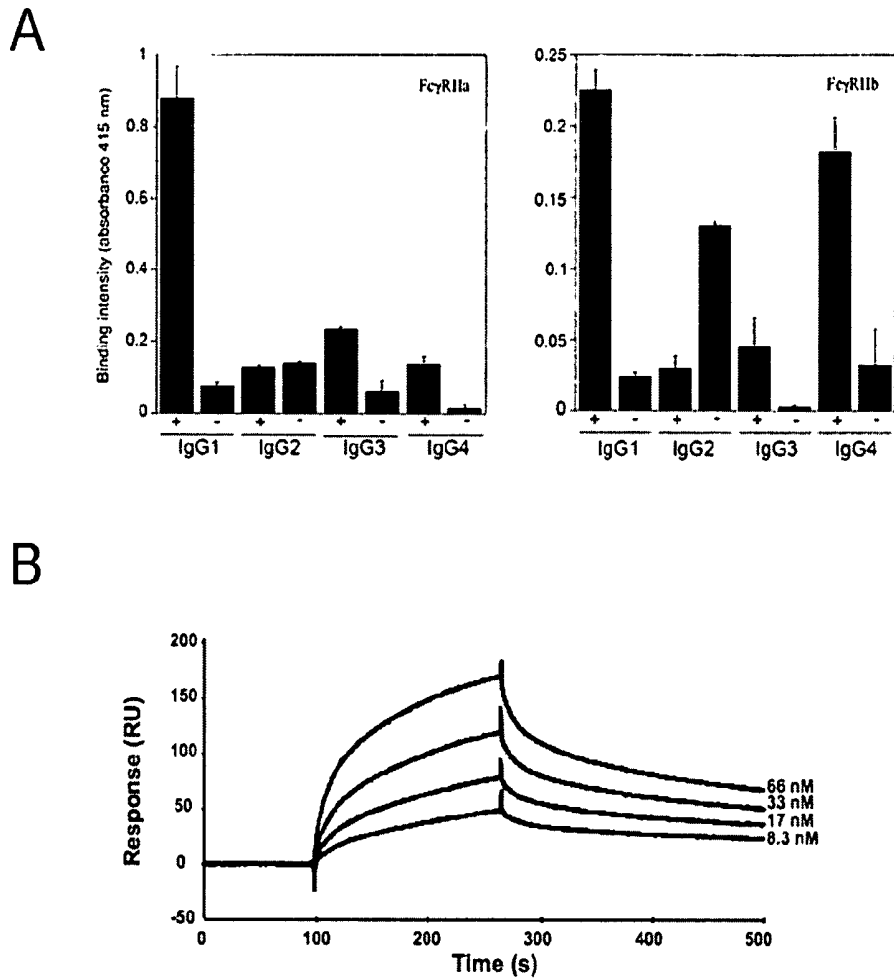 A
Binding intensity (absorbanco 415 nm)
1
0.8
0.6
0.4
0.2
0
FcγRIIa
+ - + - + - + -
IgG1 IgG2 IgG3 IgG4
0.25
0.2
0.15
0.1
0.05
0
FcγRIIb
+ - + - + - + -
IgG1 IgG2 IgG3 IgG4
B
Response (RU)
200
150
100
50
0
-50
66 nM
33 nM
17 nM
8.3 nM
0 100 200 300 400 500
Time (s)